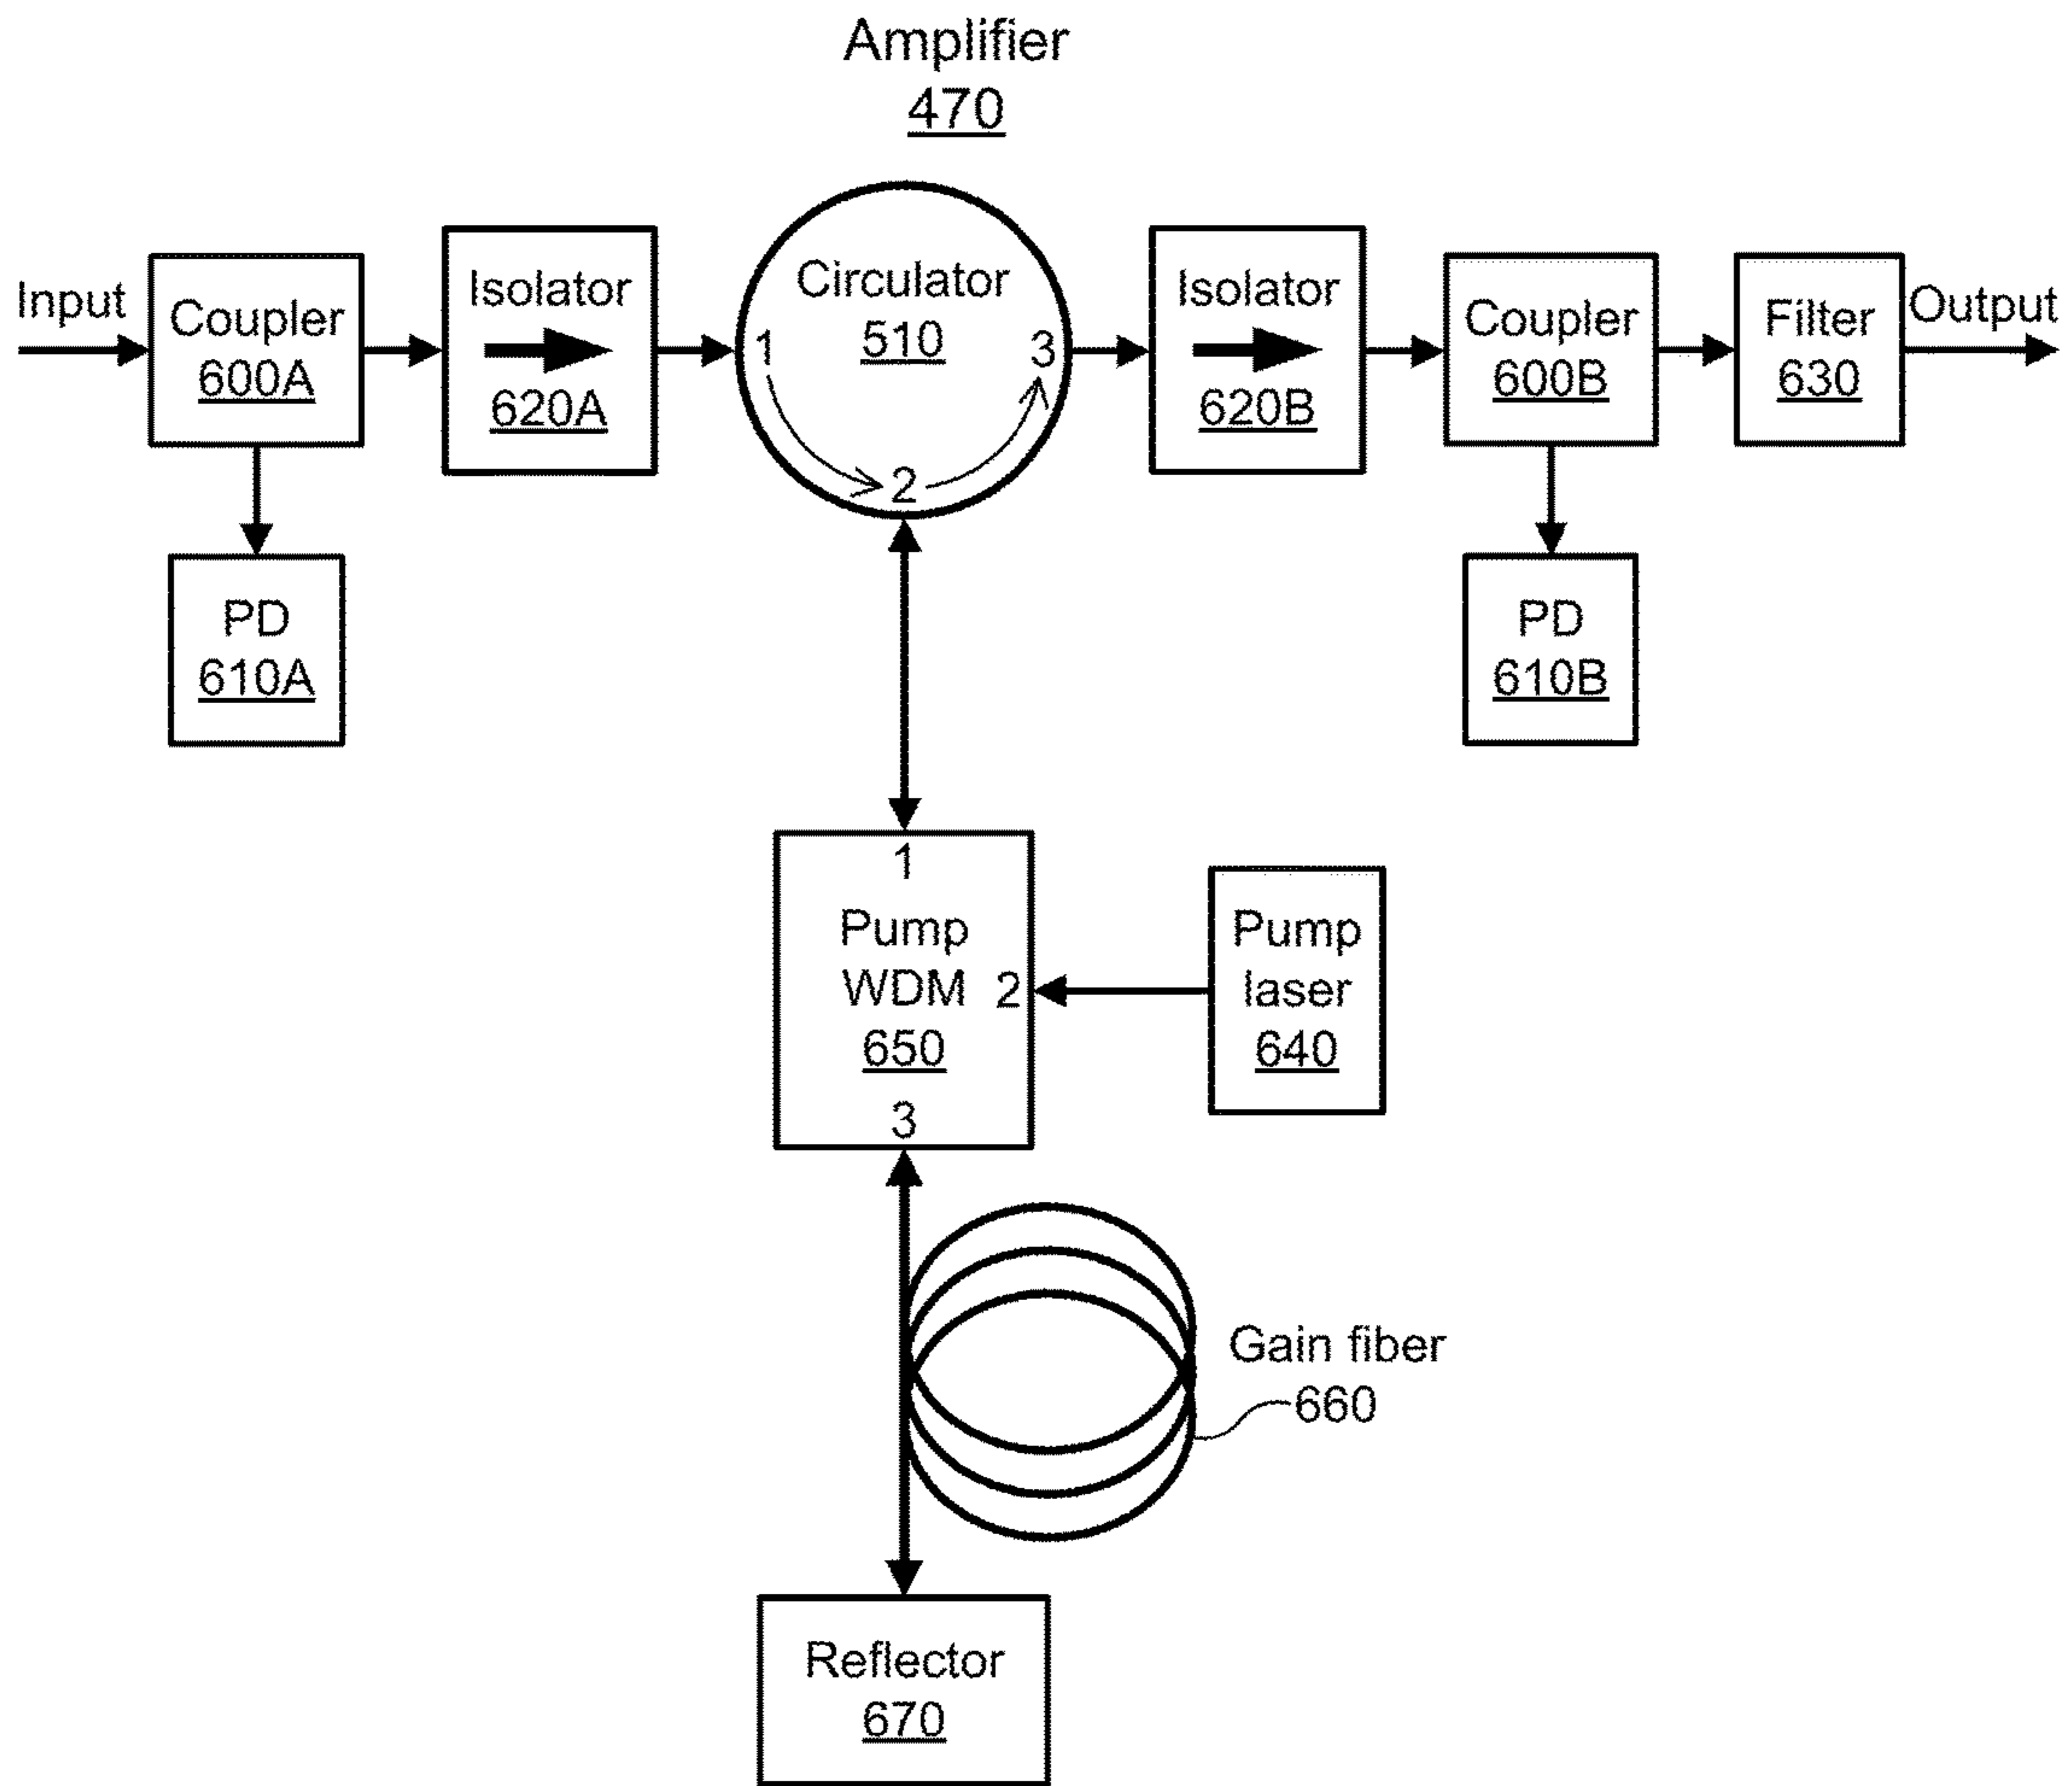 Amplifier
470
Input
Coupler
600A
Isolator
620A
Circulator
510
1
2
3
Isolator
620B
Coupler
600B
Filter
630
Output
PD
610A
PD
610B
1
Pump
WDM
650
2
3
Pump
laser
640
Gain fiber
660
Reflector
670